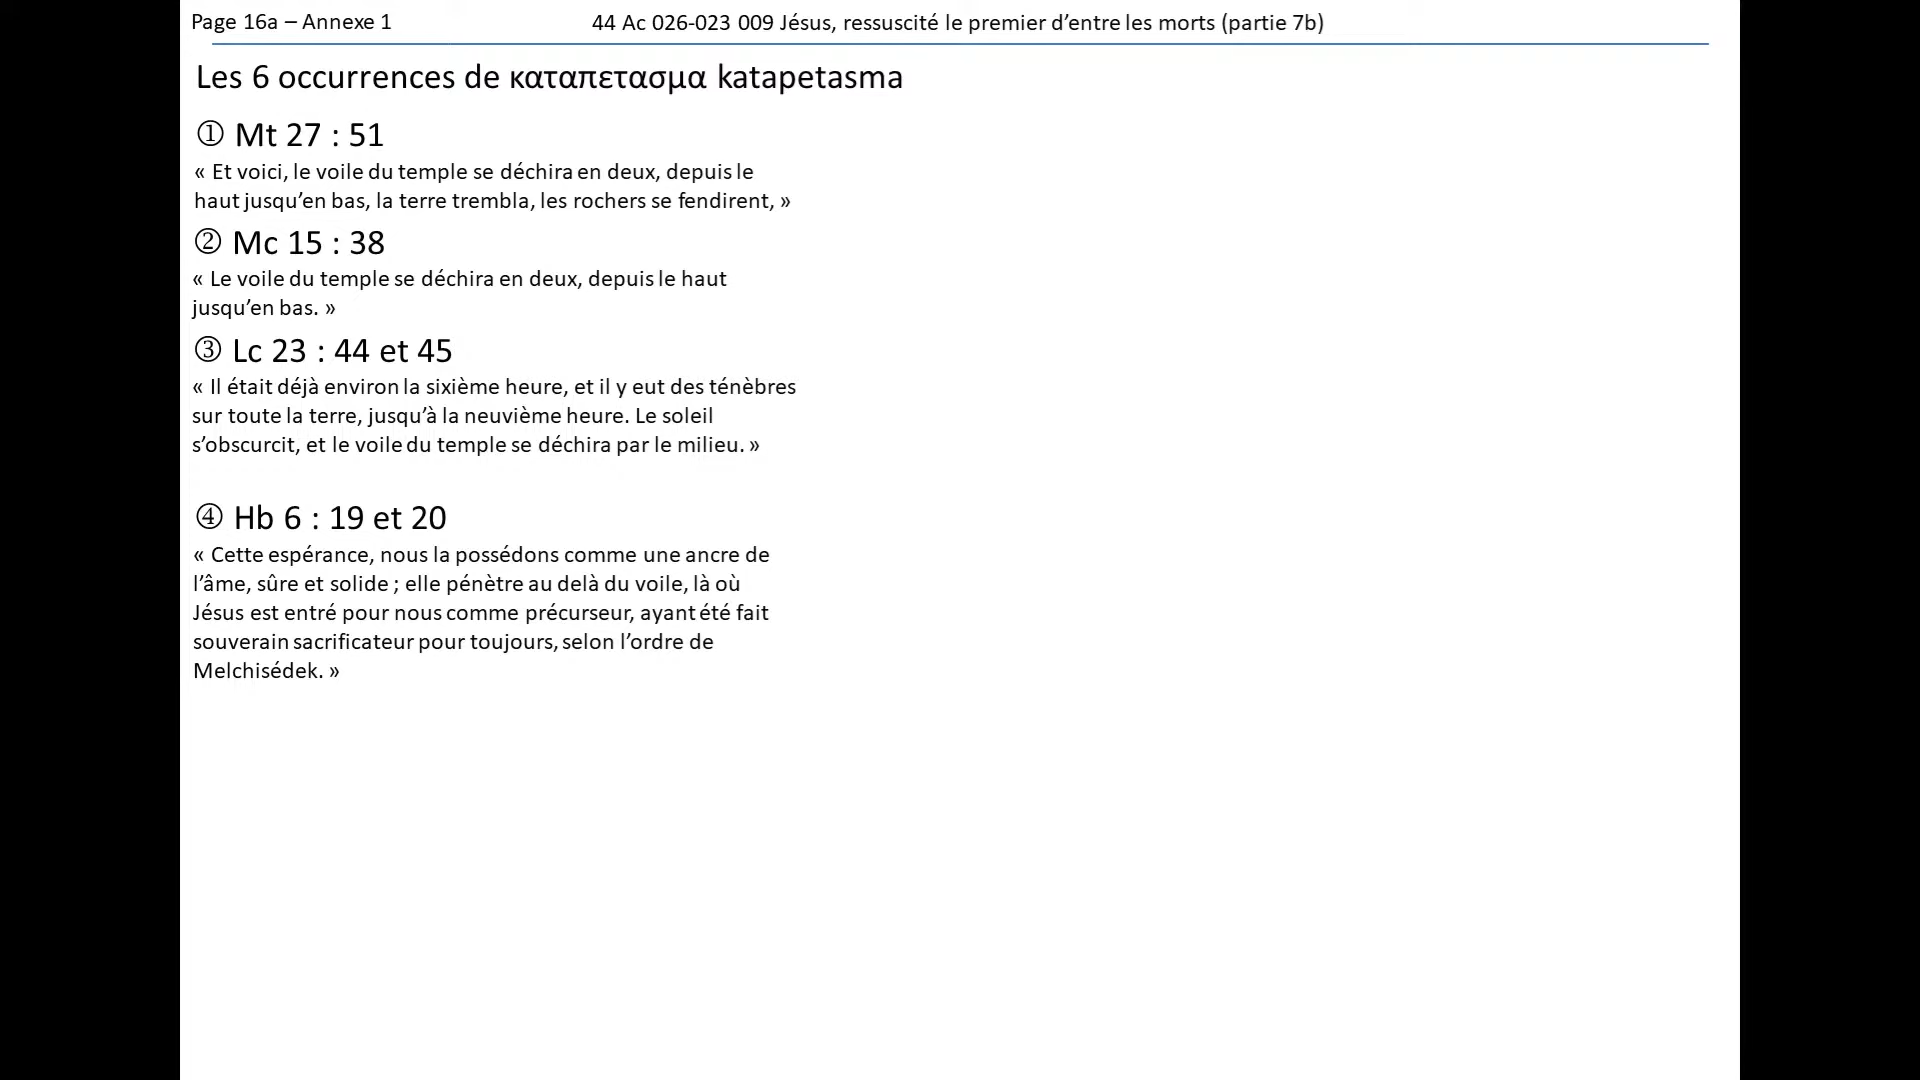 Page 16a – Annexe 1
44 Ac 026-023 009 Jésus, ressuscité le premier d’entre les morts (partie 7b)
Les 6 occurrences de καταπετασμα katapetasma
① Mt 27 : 51
« Et voici, le voile du temple se déchira en deux, depuis le
haut jusqu’en bas, la terre trembla, les rochers se fendirent, »
② Mc 15 : 38
« Le voile du temple se déchira en deux, depuis le haut
jusqu’en bas. »
③ Lc 23 : 44 et 45
« Il était déjà environ la sixième heure, et il y eut des ténèbres
sur toute la terre, jusqu’à la neuvième heure. Le soleil
s’obscurcit, et le voile du temple se déchira par le milieu. »
④ Hb 6 : 19 et 20
« Cette espérance, nous la possédons comme une ancre de
l’âme, sûre et solide ; elle pénètre au delà du voile, là où
Jésus est entré pour nous comme précurseur, ayant été fait
souverain sacrificateur pour toujours, selon l’ordre de
Melchisédek. »